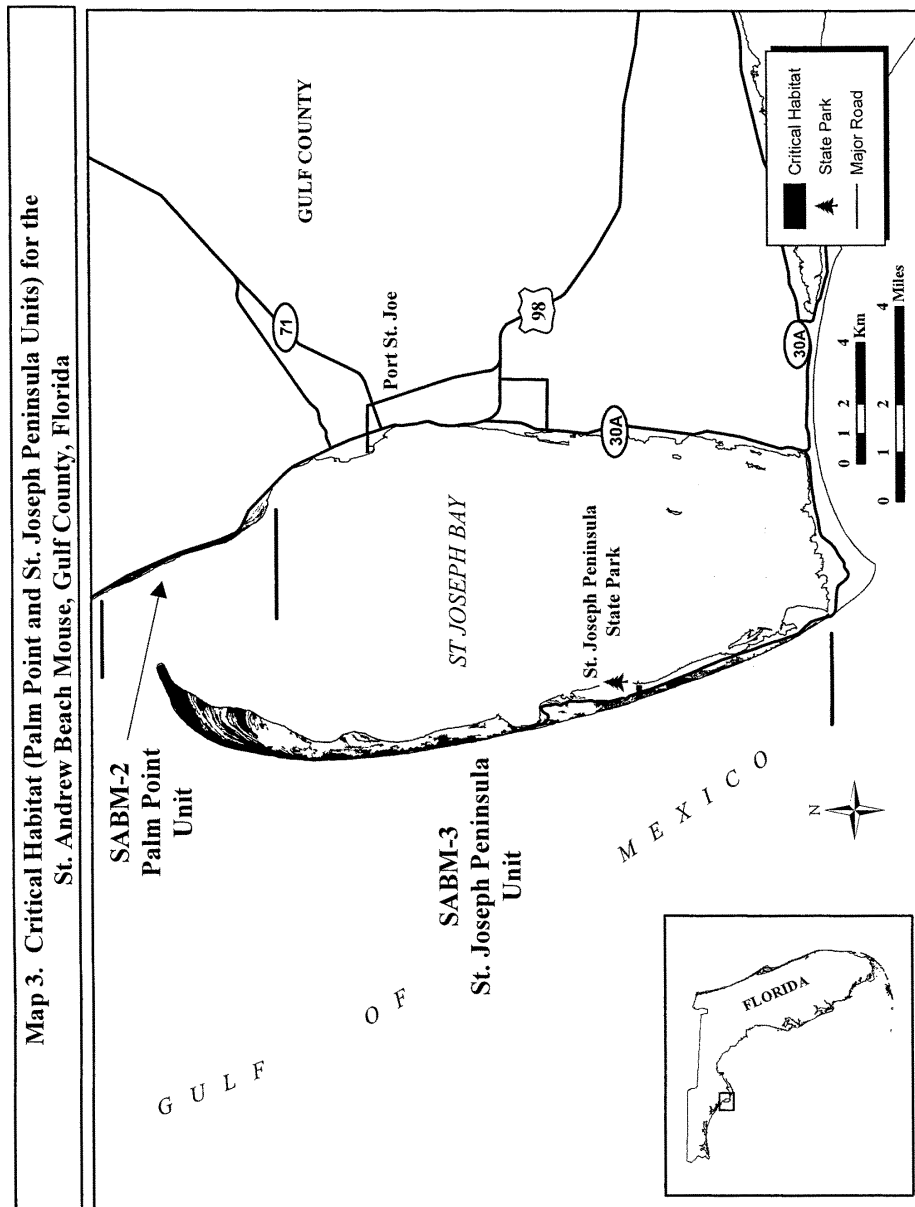 Map 3. Critical Habitat (Palm Point and St. Joseph Peninsula Units) for the
St. Andrew Beach Mouse, Gulf County, Florida
SABM-2
Palm Point
Unit
SABM-3
St. Joseph Peninsula
Unit
GULF OF MEXICO
ST JOSEPH BAY
St. Joseph Peninsula
State Park
GULF COUNTY
Port St. Joe
71
98
30A
30A
N
FLORIDA
Critical Habitat
State Park
Major Road
0 1 2 4
Km
0 1 2 4
Miles